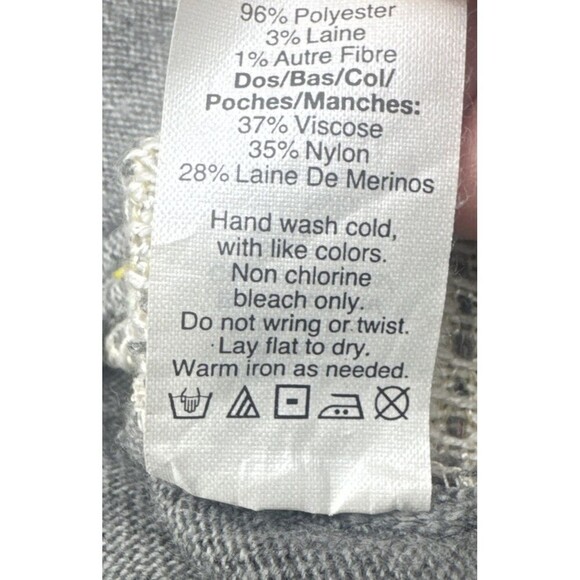 96% Polyester
3% Laine
1% Autre Fibre
Dos/Bas/Col/
Poches/Manches:
37% Viscose
35% Nylon
28% Laine De Merinos
Hand wash cold,
with like colors.
Non chlorine
bleach only.
Do not wring or twist.
Lay flat to dry.
Warm iron as needed.